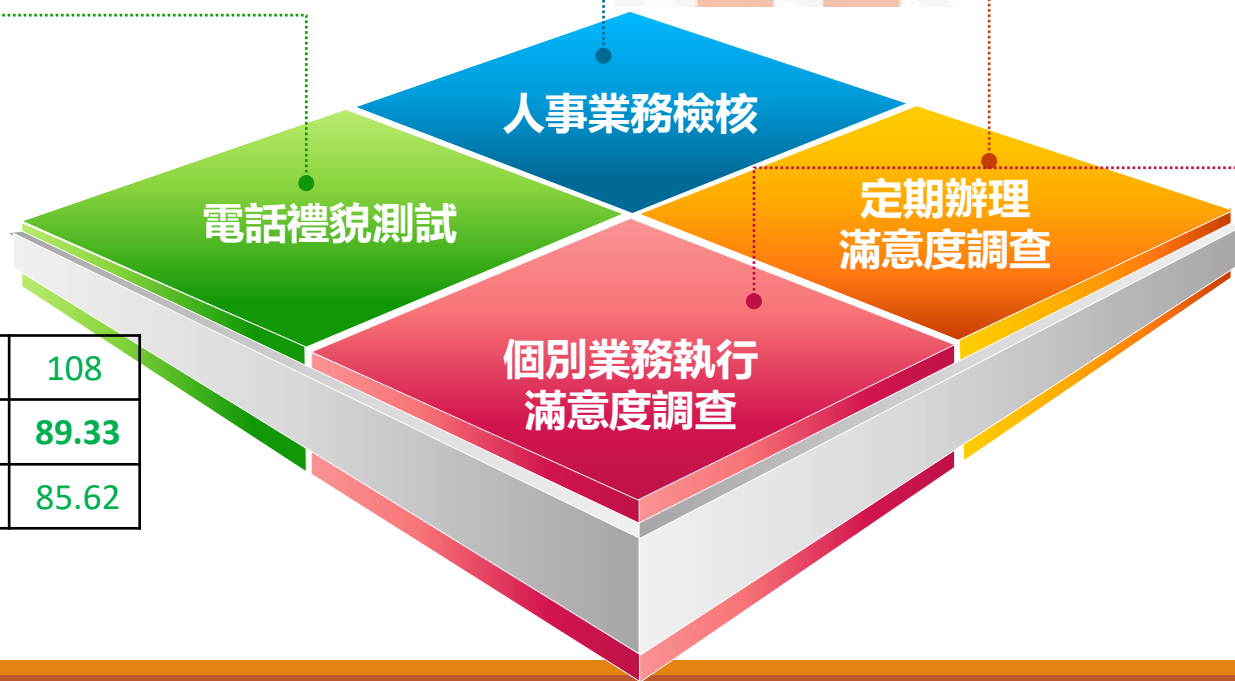 人事業務檢核
電話禮貌測試
定期辦理
滿意度調查
個別業務執行
滿意度調查
108
89.33
85.62